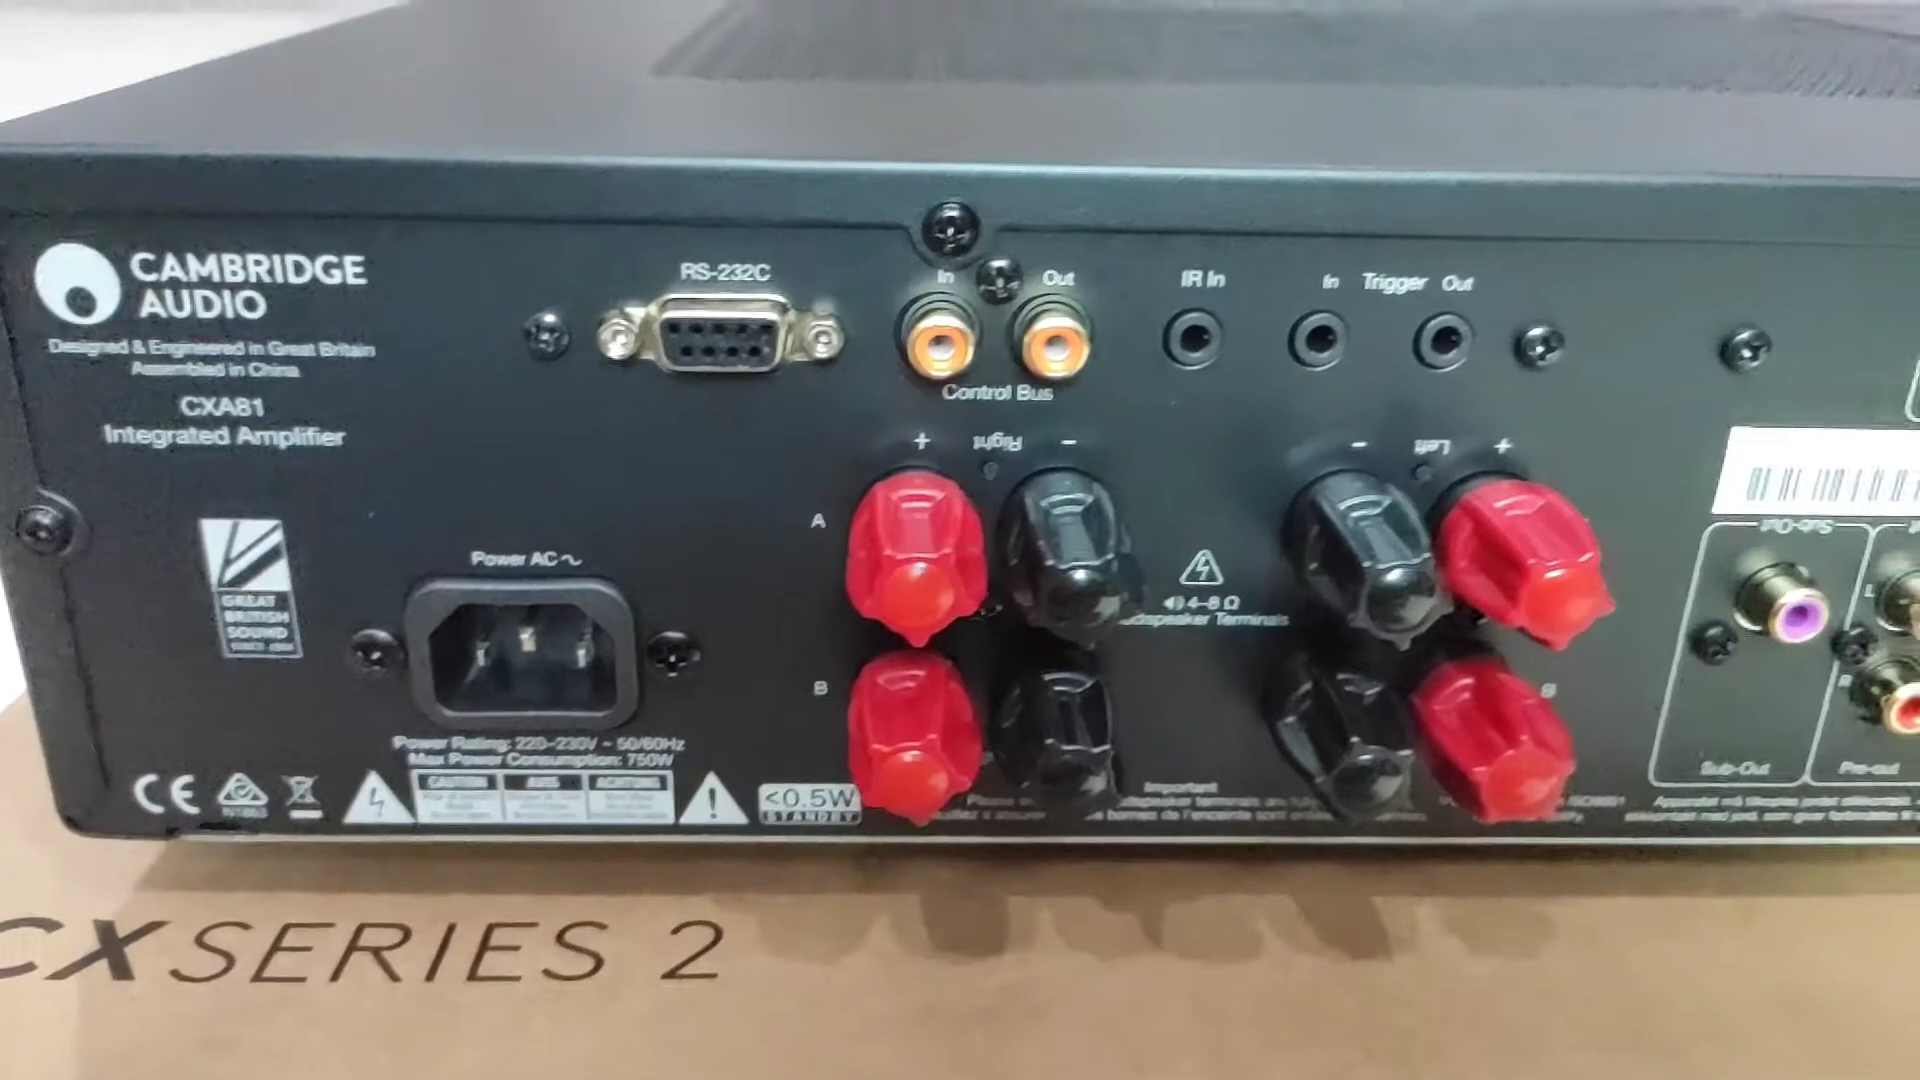 CAMBRIDGE
AUDIO
Designed & Engineered in Great Britain
Assembled in China
CXA81
Integrated Amplifier
RS-232C
In
Out
Control Bus
IR In
In Trigger Out
+ Right -
- Left +
A
B
B
4-8 Ω
Loudspeaker Terminals
GREAT
BRITISH
SOUND
Power AC
Power Rating: 220-230V ~ 50/60Hz
Max Power Consumption: 750W
CAUTION AVIS ACHTUNG
CE
<0.5W
STANDBY
Important
Sub-Out
Sub-Out
Pre-out
L
R
CXSERIES 2